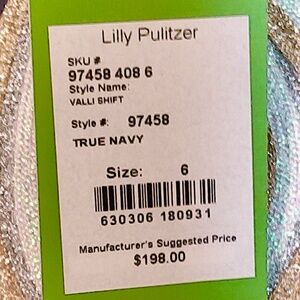 Lilly Pulitzer
SKU #
97458 408 6
Style Name:
VALLI SHIFT
Style #: 97458
TRUE NAVY
Size: 6
630306 180931
Manufacturer's Suggested Price
$198.00